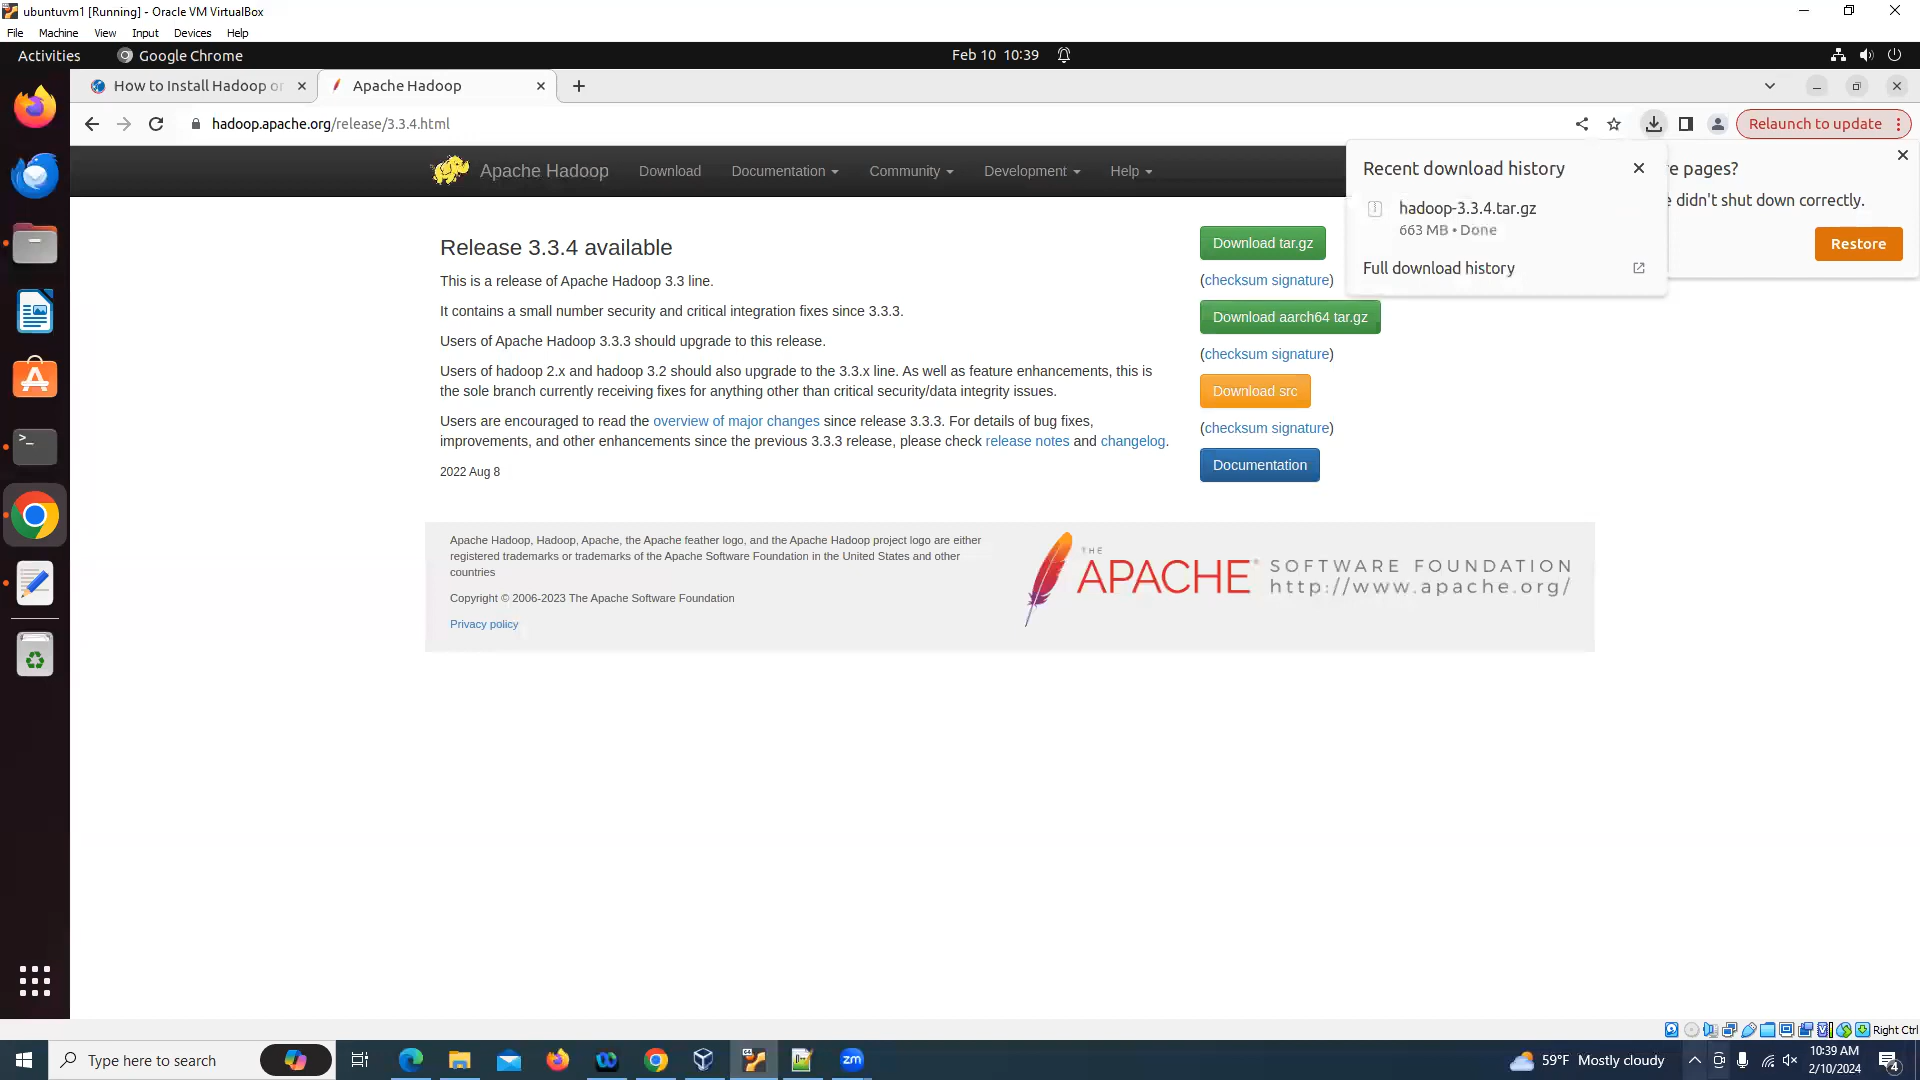 ubuntuvm1 [Running] - Oracle VM VirtualBox
File Machine View Input Devices Help
Activities Google Chrome Feb 10 10:39
How to Install Hadoop or Apache Hadoop
hadoop.apache.org/release/3.3.4.html Relaunch to update
Apache Hadoop Download Documentation Community Development Help
Recent download history
hadoop-3.3.4.tar.gz
663 MB • Done
Full download history
pages?
didn't shut down correctly.
Restore
Release 3.3.4 available
This is a release of Apache Hadoop 3.3 line.
It contains a small number security and critical integration fixes since 3.3.3.
Users of Apache Hadoop 3.3.3 should upgrade to this release.
Users of hadoop 2.x and hadoop 3.2 should also upgrade to the 3.3.x line. As well as feature enhancements, this is
the sole branch currently receiving fixes for anything other than critical security/data integrity issues.
Users are encouraged to read the overview of major changes since release 3.3.3. For details of bug fixes,
improvements, and other enhancements since the previous 3.3.3 release, please check release notes and changelog.
2022 Aug 8
Download tar.gz
(checksum signature)
Download aarch64 tar.gz
(checksum signature)
Download src
(checksum signature)
Documentation
Apache Hadoop, Hadoop, Apache, the Apache feather logo, and the Apache Hadoop project logo are either
registered trademarks or trademarks of the Apache Software Foundation in the United States and other
countries
Copyright © 2006-2023 The Apache Software Foundation
Privacy policy
THE
APACHE® SOFTWARE FOUNDATION
http://www.apache.org/
Right Ctrl
Type here to search
zm
59°F Mostly cloudy
10:39 AM
2/10/2024
4